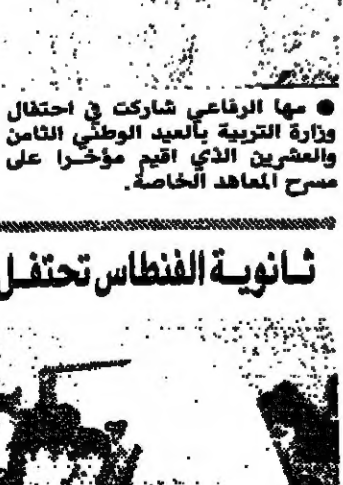 ● مها الرفاعي شاركت في احتفال
وزارة التربية بالعيد الوطني الثامن
والعشرين الذي اقيم مؤخرا على
مسرح المعاهد الخاصة.
ثانوية الفنطاس تحتفل